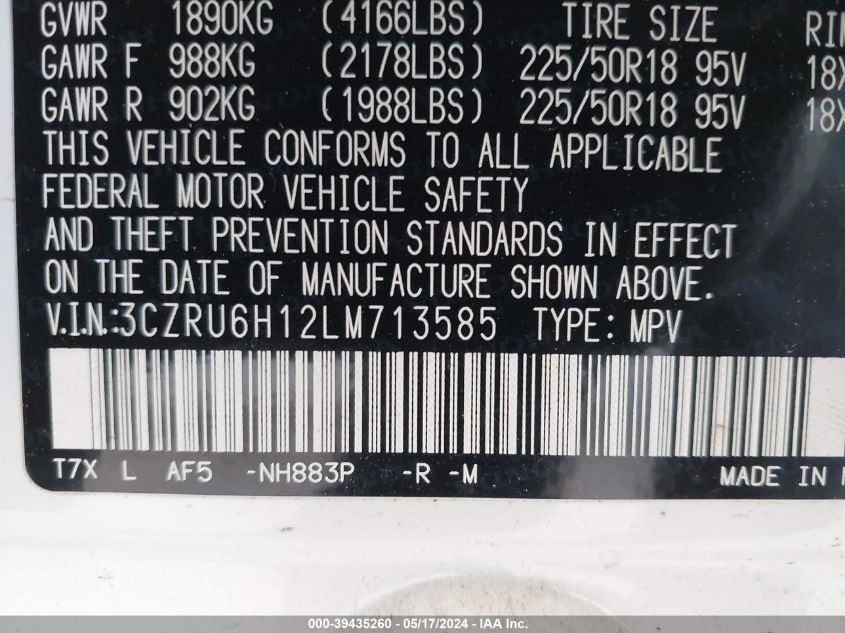 GVWR 1890KG (4166LBS) TIRE SIZE
GAWR F 988KG (2178LBS) 225/50R18 95V
GAWR R 902KG (1988LBS) 225/50R18 95V
THIS VEHICLE CONFORMS TO ALL APPLICABLE
FEDERAL MOTOR VEHICLE SAFETY
AND THEFT PREVENTION STANDARDS IN EFFECT
ON THE DATE OF MANUFACTURE SHOWN ABOVE.
V.I.N.:3CZRU6H12LM713585 TYPE: MPV
T7X L AF5 -NH883P -R -M MADE IN
000-39435260 - 05/17/2024 - IAA Inc.